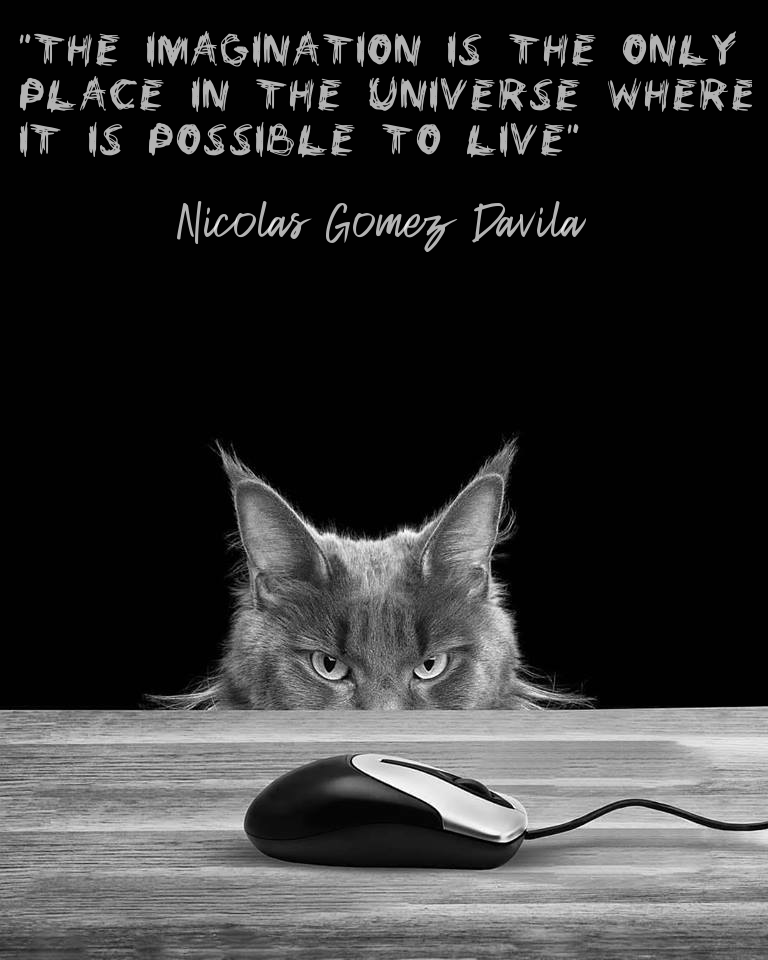 "THE IMAGINATION IS THE ONLY
PLACE IN THE UNIVERSE WHERE
IT IS POSSIBLE TO LIVE"
Nicolas Gomez Davila